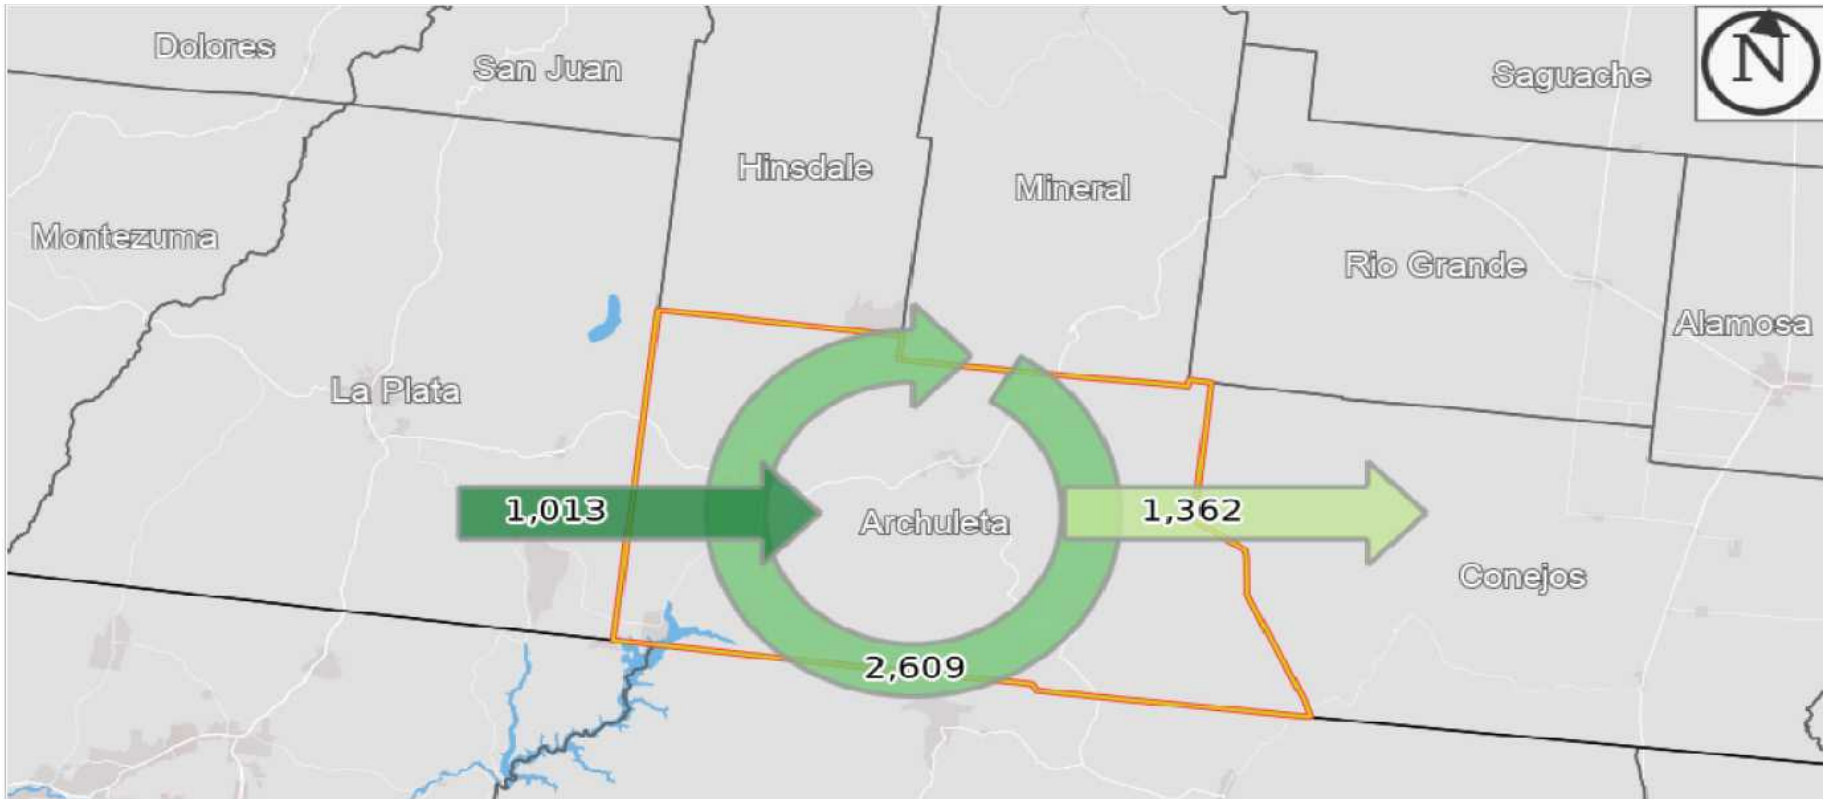 Dolores
San Juan
Saguache
N
Hinsdale
Mineral
Montezuma
Rio Grande
Alamosa
La Plata
1,013
Archuleta
1,362
Conejos
2,609